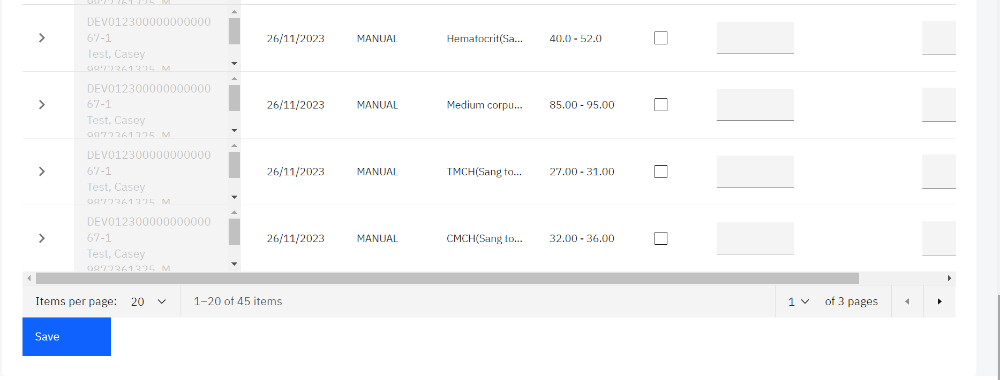 DEV012300000000000
67-1
Test, Casey
9872361325, M
26/11/2023 MANUAL Hematocrit(Sa... 40.0 - 52.0
DEV012300000000000
67-1
Test, Casey
9872361325, M
26/11/2023 MANUAL Medium corpu... 85.00 - 95.00
DEV012300000000000
67-1
Test, Casey
9872361325, M
26/11/2023 MANUAL TMCH(Sang to... 27.00 - 31.00
DEV012300000000000
67-1
Test, Casey
9872361325, M
26/11/2023 MANUAL CMCH(Sang to... 32.00 - 36.00
Items per page: 20 1–20 of 45 items 1 of 3 pages
Save